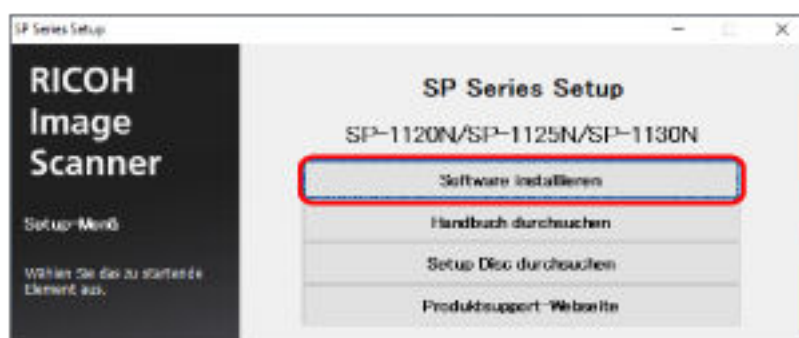 SP Series Setup
RICOH
Image
Scanner
Setup-Menü
Wählen Sie das zu startende
Element aus.
SP Series Setup
SP-1120N/SP-1125N/SP-1130N
Software installieren
Handbuch durchsuchen
Setup Disc durchsuchen
Produktsupport-Webseite